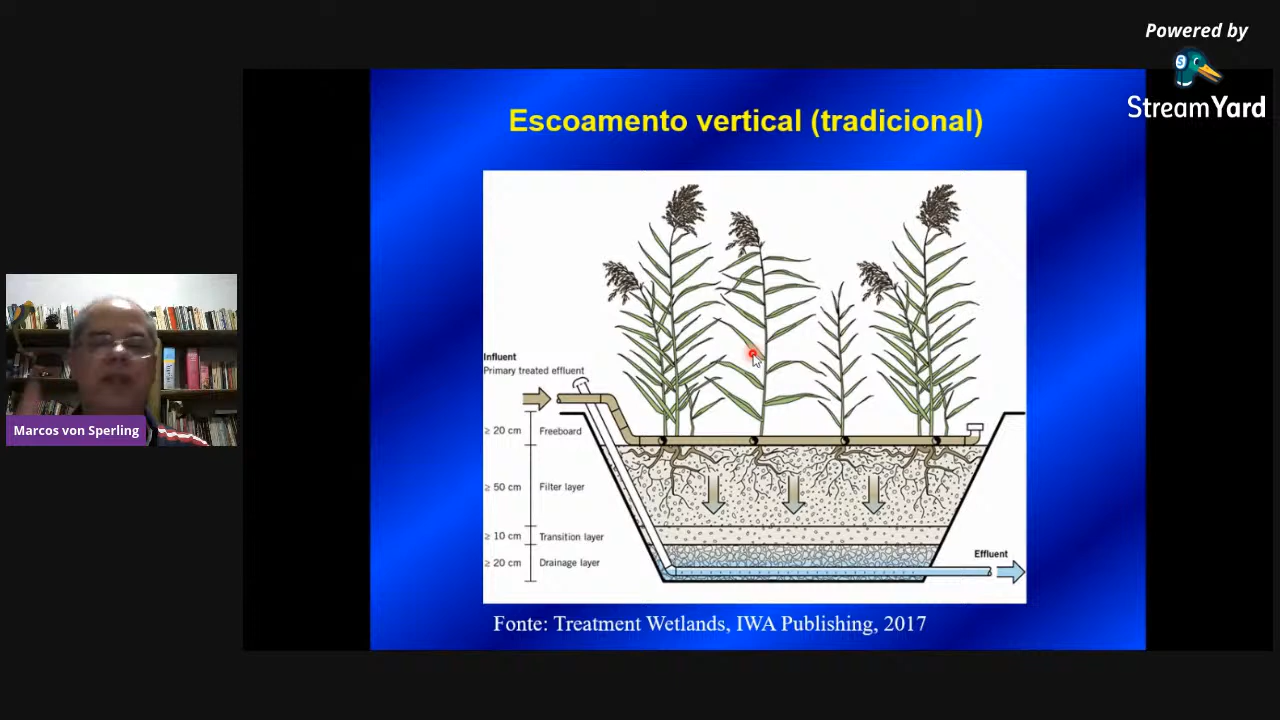 Powered by
StreamYard
Escoamento vertical (tradicional)
Influent
Primary treated effluent
≥ 20 cm Freeboard
≥ 50 cm Filter layer
≥ 10 cm Transition layer
≥ 20 cm Drainage layer
Effluent
Fonte: Treatment Wetlands, IWA Publishing, 2017
Marcos von Sperling